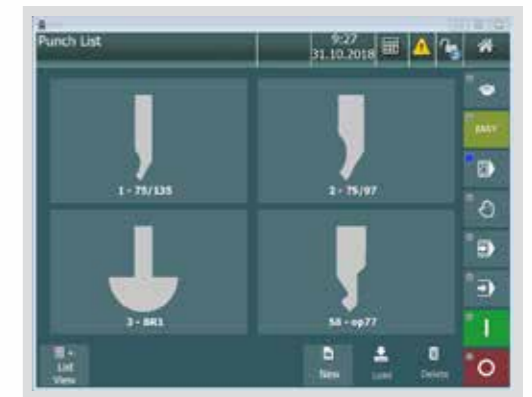 Punch List
9:27
31.10.2018
EASY
1 - 75/135
2 - 75/97
3 - BR1
58 - op77
List
View
New
Load
Delete